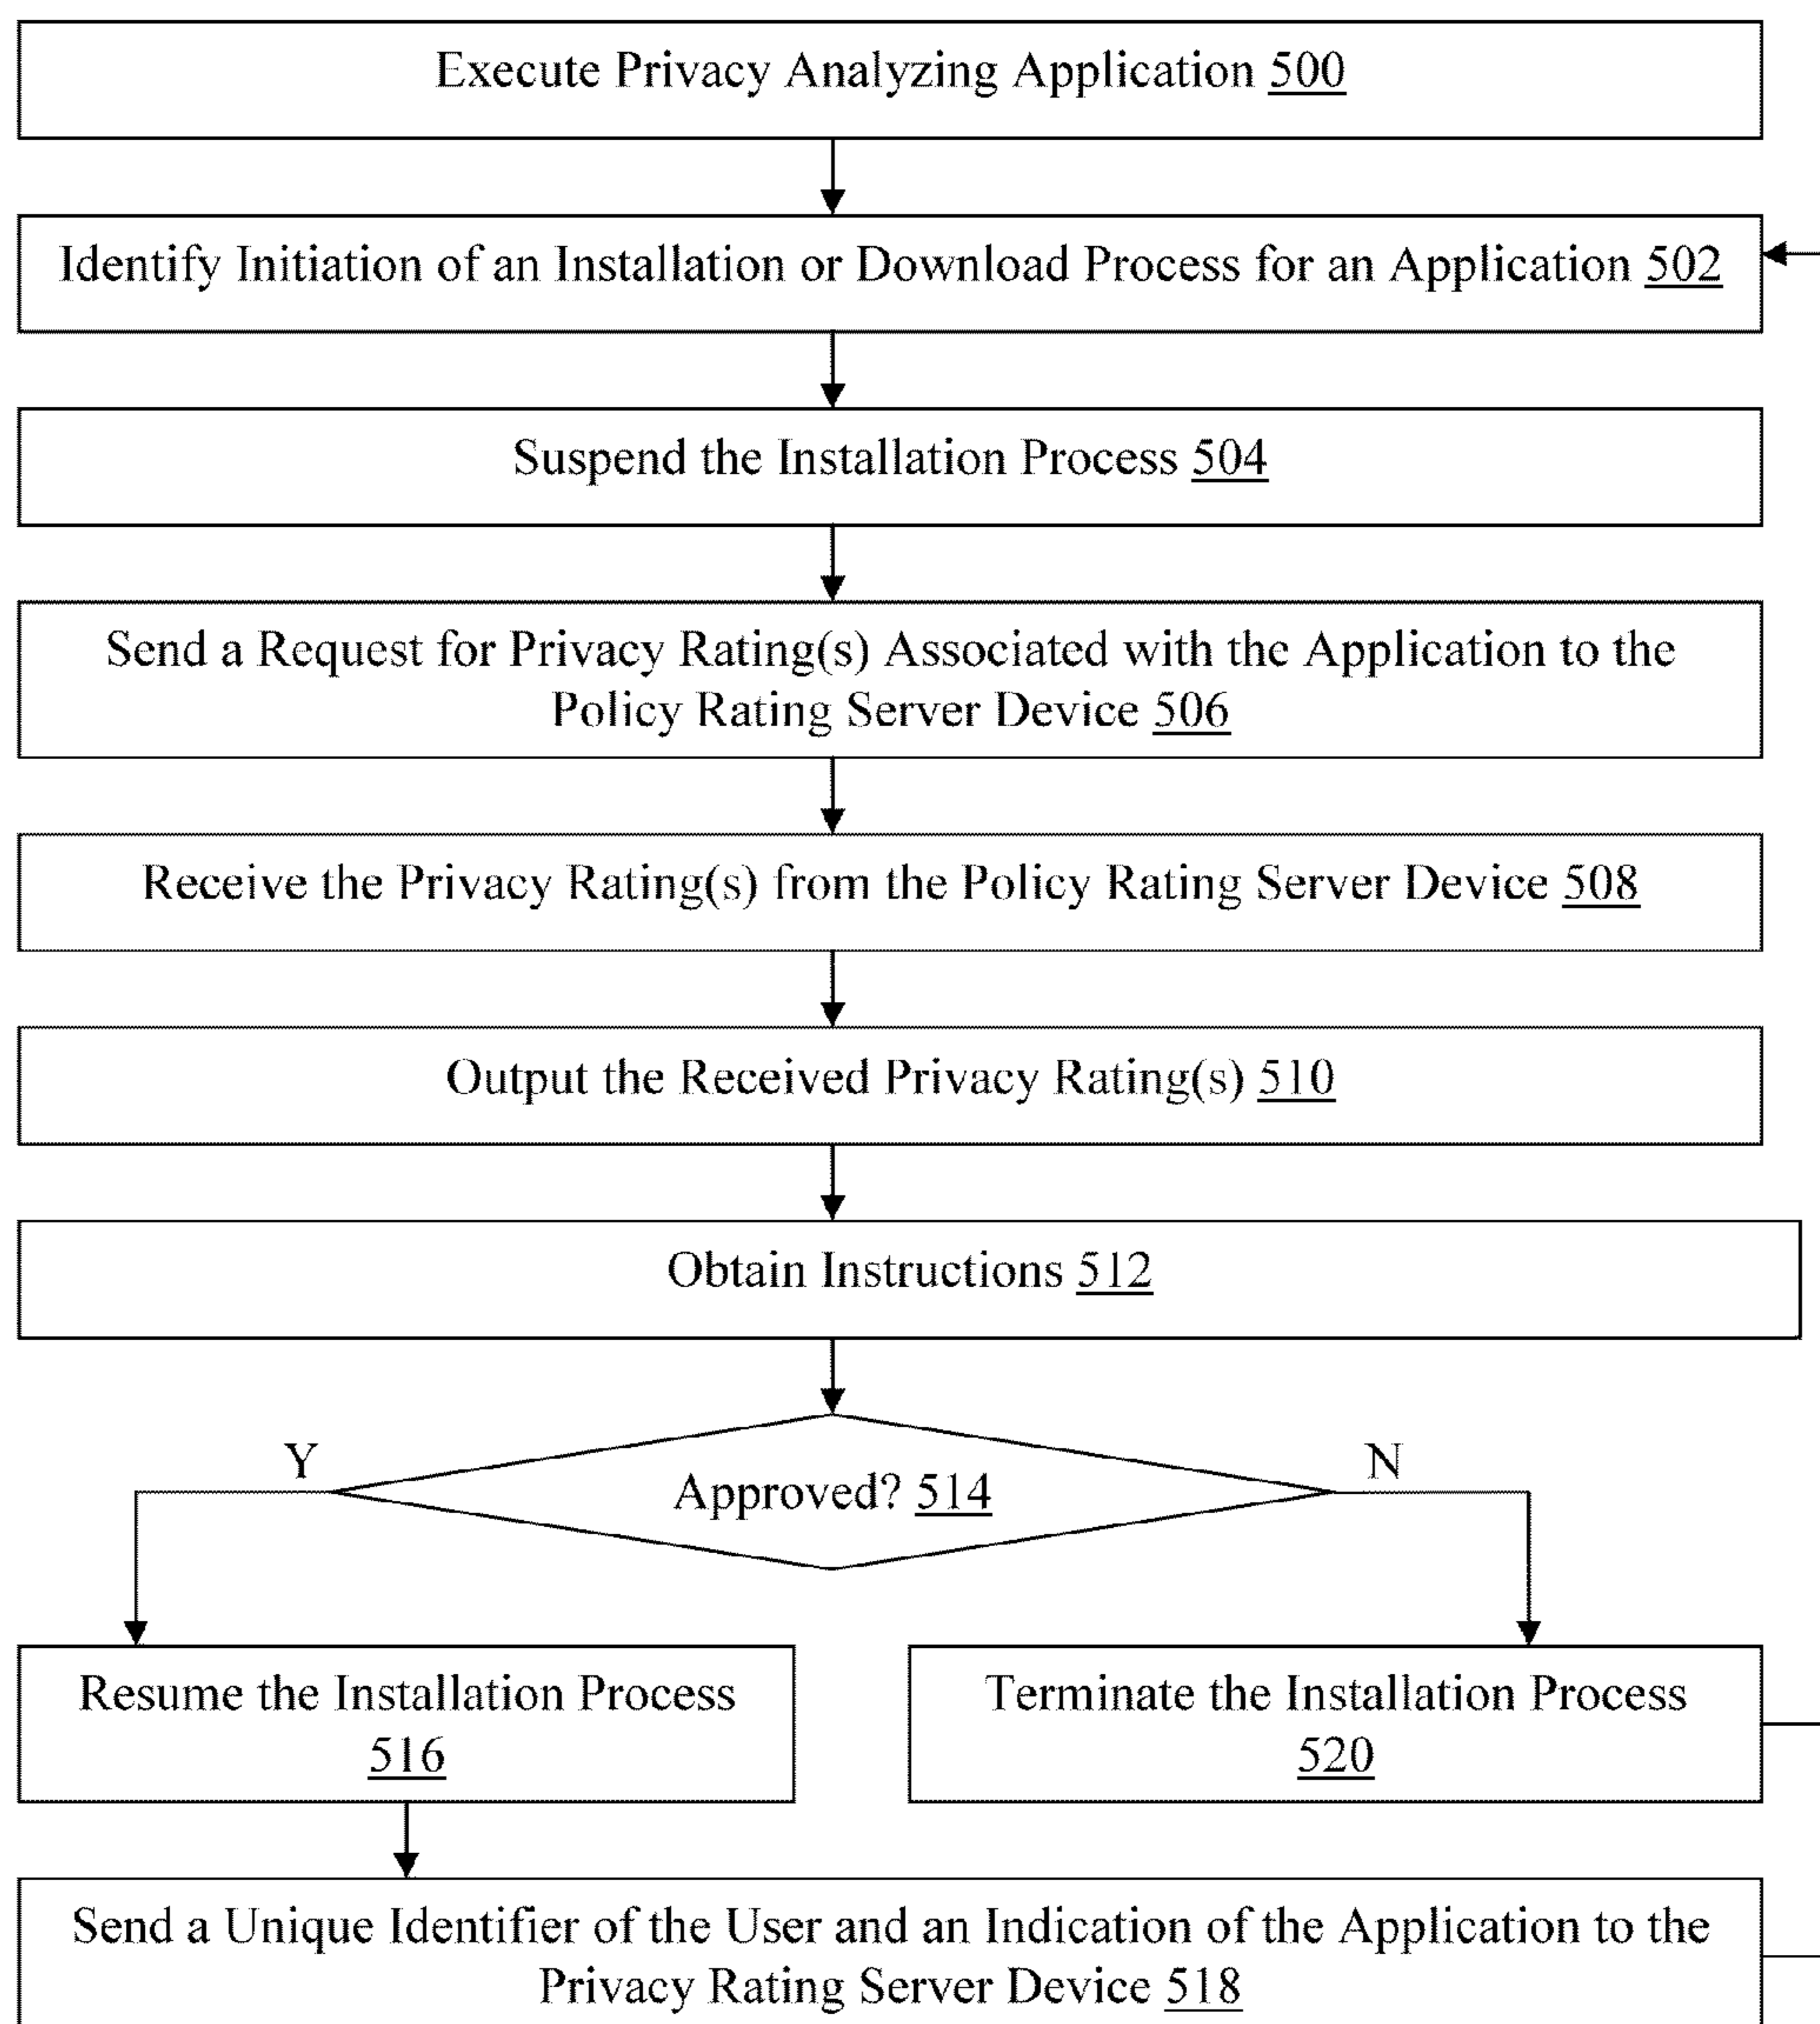 Execute Privacy Analyzing Application 500
Identify Initiation of an Installation or Download Process for an Application 502
Suspend the Installation Process 504
Send a Request for Privacy Rating(s) Associated with the Application to the
Policy Rating Server Device 506
Receive the Privacy Rating(s) from the Policy Rating Server Device 508
Output the Received Privacy Rating(s) 510
Obtain Instructions 512
Y
N
Approved? 514
Resume the Installation Process
516
Terminate the Installation Process
520
Send a Unique Identifier of the User and an Indication of the Application to the
Privacy Rating Server Device 518